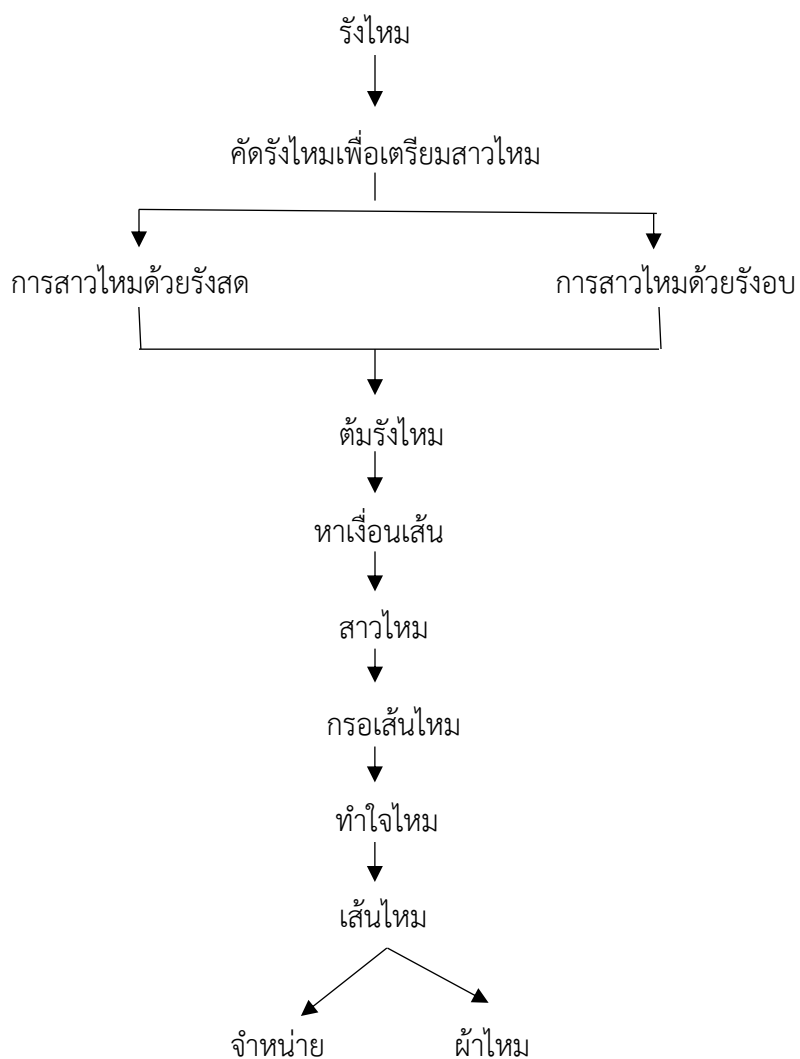 รังไหม
คัดรังไหมเพื่อเตรียมสาวไหม
การสาวไหมด้วยรังสด
การสาวไหมด้วยรังอบ
ต้มรังไหม
หาเงื่อนเส้น
สาวไหม
กรอเส้นไหม
ทำใจไหม
เส้นไหม
จำหน่าย
ผ้าไหม